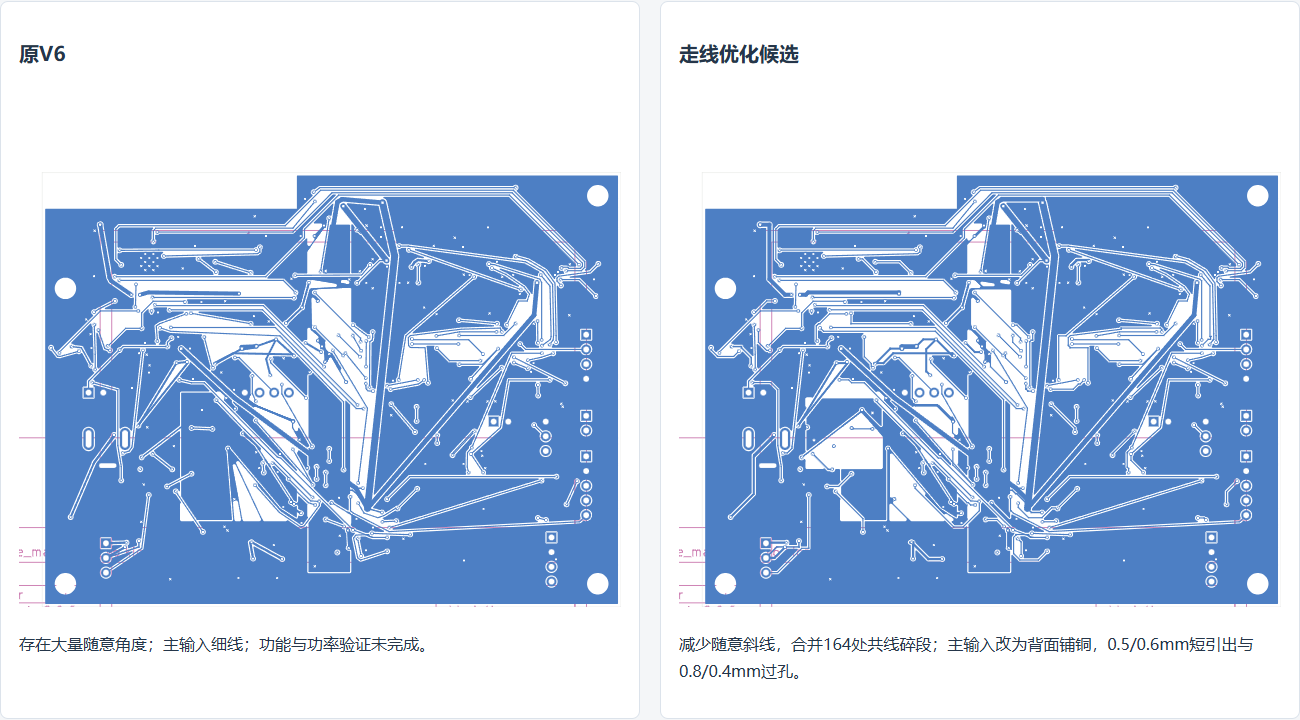 原V6
走线优化候选
e_ma
e_ma
r
r
存在大量随意角度；主输入细线；功能与功率验证未完成。
减少随意斜线，合并164处共线碎段；主输入改为背面铺铜，0.5/0.6mm短引出与
0.8/0.4mm过孔。